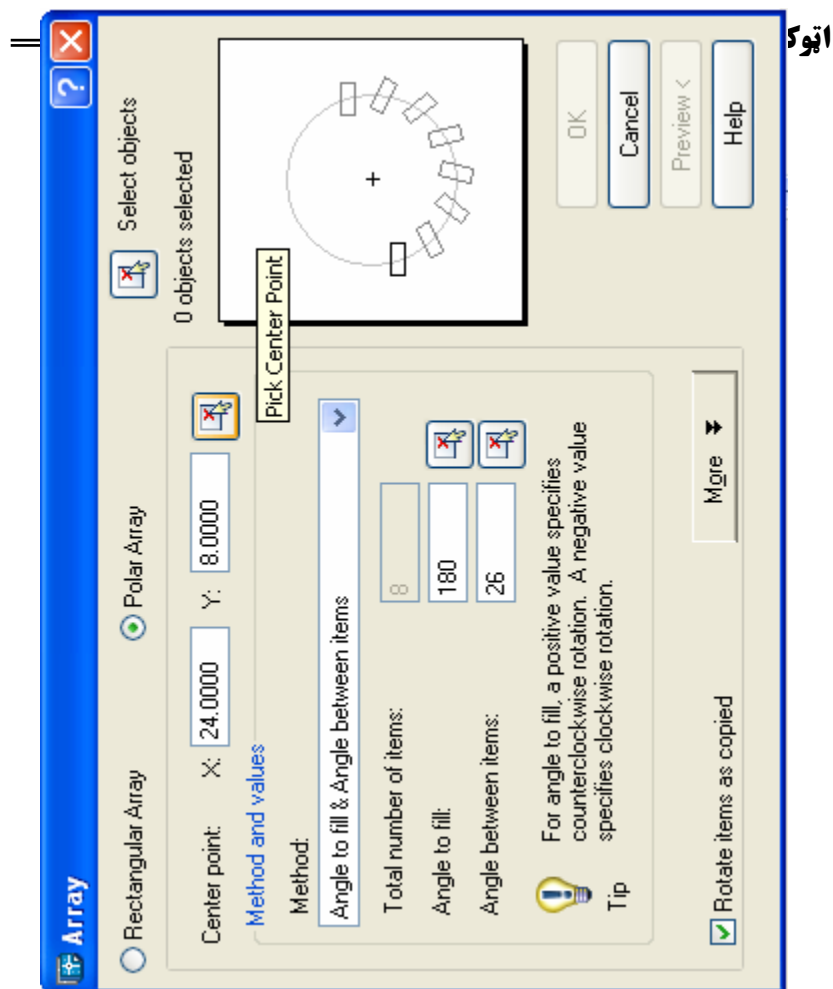 اټوک
Array
Rectangular Array
Polar Array
Select objects
Center point: X: 24.0000 Y: 8.0000
0 objects selected
Pick Center Point
Method and values
Method:
Angle to fill & Angle between items
Total number of items: 8
Angle to fill: 180
Angle between items: 26
Tip
For angle to fill, a positive value specifies
counterclockwise rotation. A negative value
specifies clockwise rotation.
Rotate items as copied
More
OK
Cancel
Preview <
Help